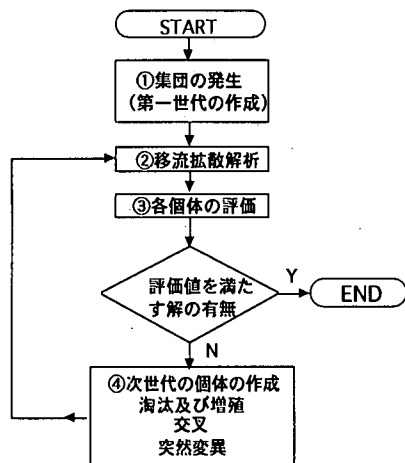 START
①集団の発生
(第一世代の作成)
②移流拡散解析
③各個体の評価
評価値を満た
す解の有無
Y
END
N
④次世代の個体の作成
淘汰及び増殖
交叉
突然変異